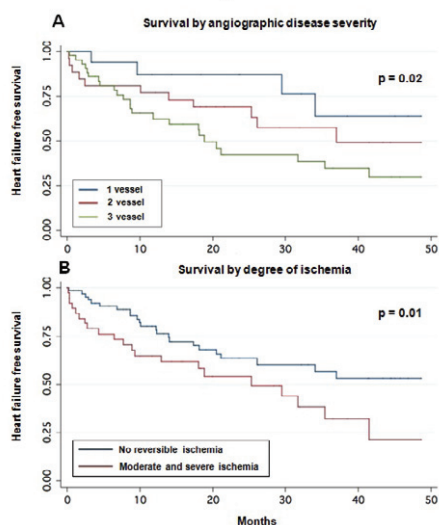 A
Survival by angiographic disease severity
p = 0.02
Heart failure free survival
1.00
0.75
0.50
0.25
0.00
1 vessel
2 vessel
3 vessel
0 10 20 30 40 50
B
Survival by degree of ischemia
p = 0.01
Heart failure free survival
1.00
0.75
0.50
0.25
0.00
No reversible ischemia
Moderate and severe ischemia
0 10 20 30 40 50
Months